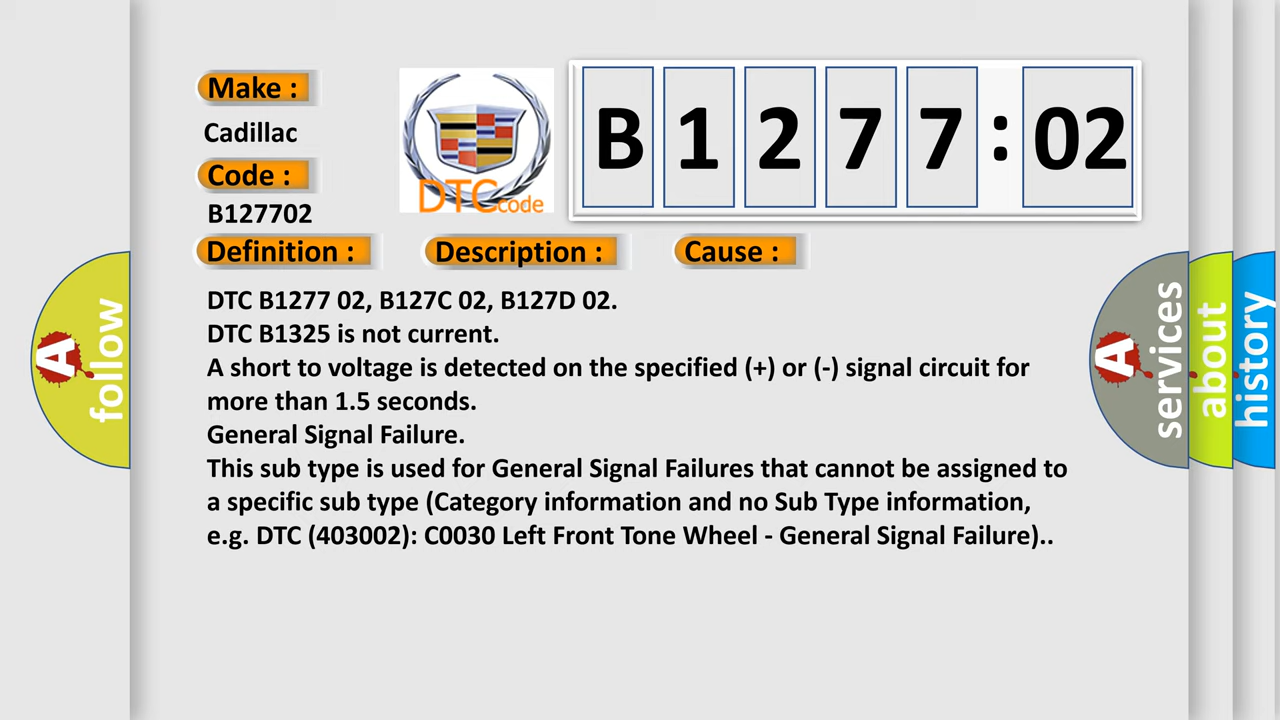 Make :
Cadillac
Code :
B127702
DTC code
B 1 2 7 7 : 02
Definition :
Description :
Cause :
DTC B1277 02, B127C 02, B127D 02.
DTC B1325 is not current.
A short to voltage is detected on the specified (+) or (-) signal circuit for
more than 1.5 seconds.
General Signal Failure.
This sub type is used for General Signal Failures that cannot be assigned to
a specific sub type (Category information and no Sub Type information,
e.g. DTC (403002): C0030 Left Front Tone Wheel - General Signal Failure)..
A follow
A services
about
history